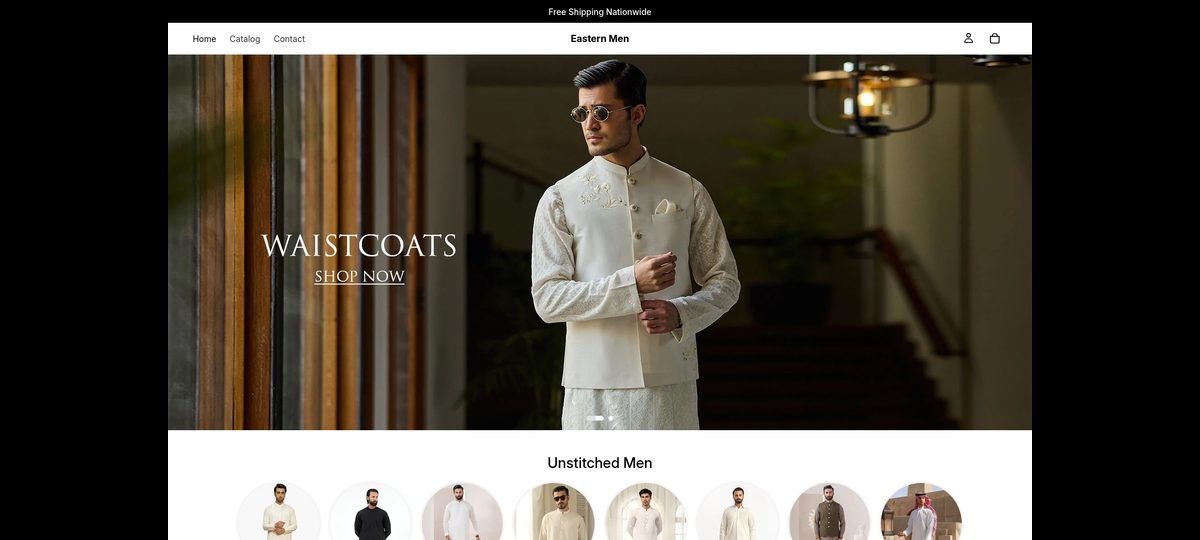 Free Shipping Nationwide
Home Catalog Contact
Eastern Men
WAISTCOATS
SHOP NOW
Unstitched Men